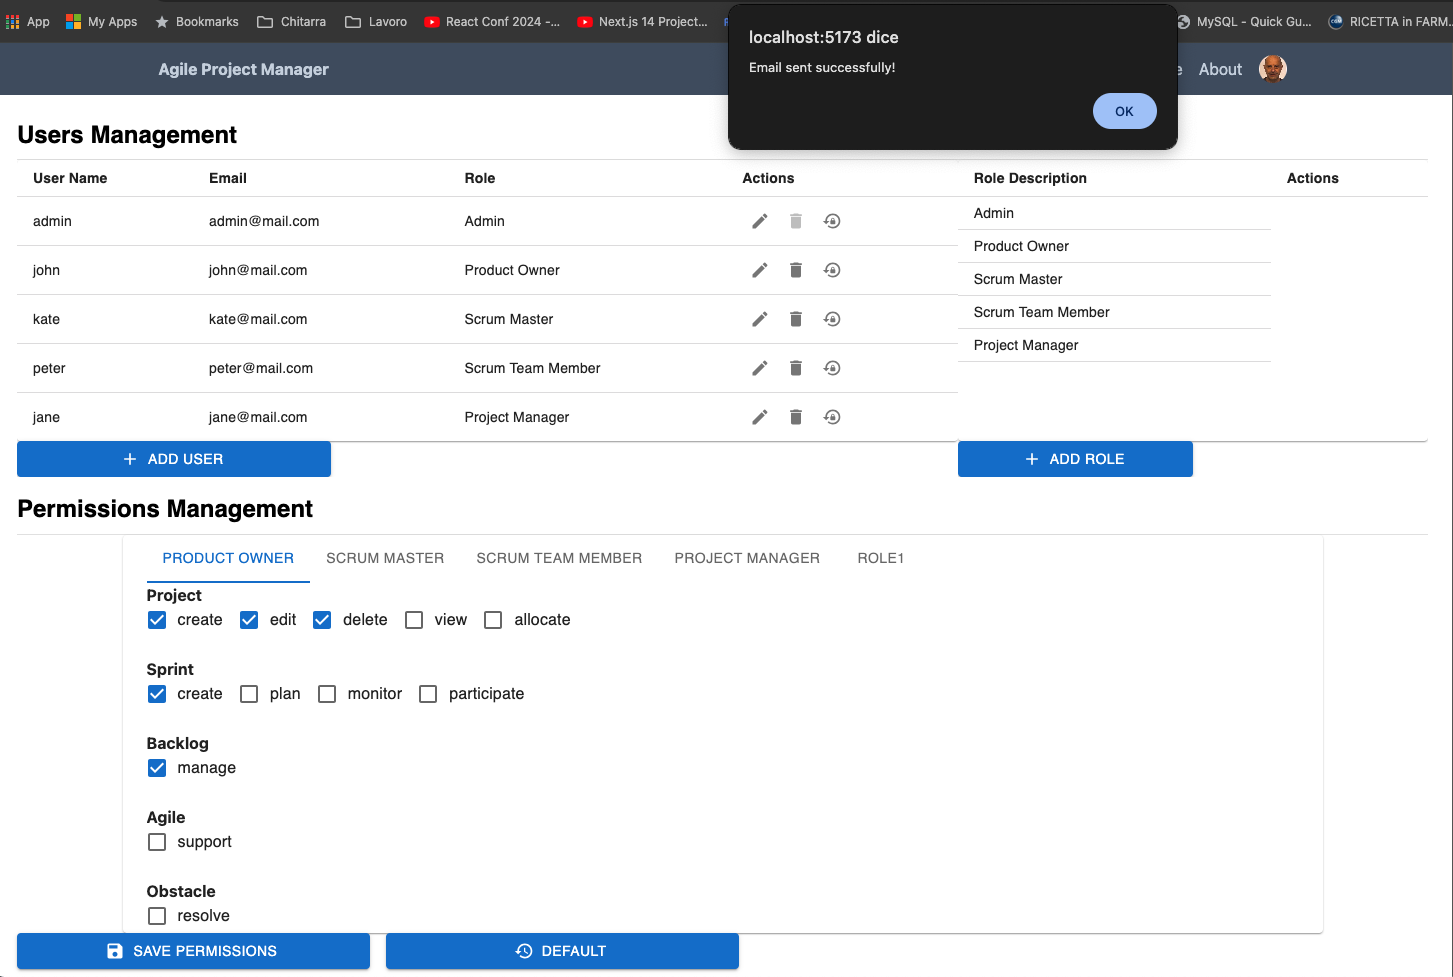 App My Apps Bookmarks Chitarra Lavoro React Conf 2024 -... Next.js 14 Project... MySQL - Quick Gu... RICETTA in FARM...
localhost:5173 dice
Email sent successfully!
OK
Agile Project Manager About
Users Management
User Name Email Role Actions Role Description Actions
admin admin@mail.com Admin
john john@mail.com Product Owner
kate kate@mail.com Scrum Master
peter peter@mail.com Scrum Team Member
jane jane@mail.com Project Manager
Admin
Product Owner
Scrum Master
Scrum Team Member
Project Manager
ADD USER ADD ROLE
Permissions Management
PRODUCT OWNER SCRUM MASTER SCRUM TEAM MEMBER PROJECT MANAGER ROLE1
Project
create edit delete view allocate
Sprint
create plan monitor participate
Backlog
manage
Agile
support
Obstacle
resolve
SAVE PERMISSIONS DEFAULT